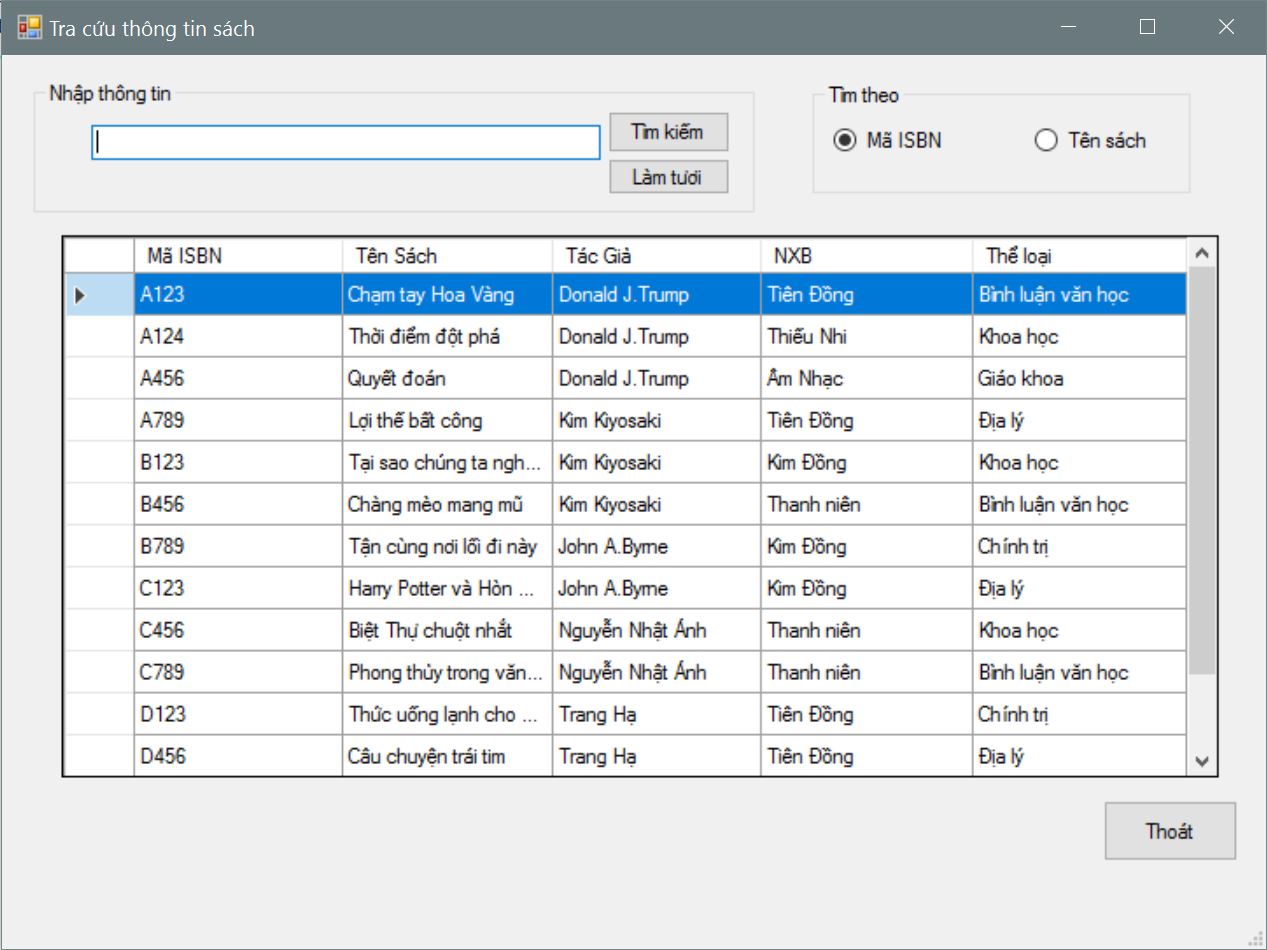 Tra cứu thông tin sách
Nhập thông tin
Tìm kiếm
Làm tươi
Tìm theo
Mã ISBN Tên sách
Mã ISBN Tên Sách Tác Giả NXB Thể loại
A123 Chạm tay Hoa Vàng Donald J.Trump Tiên Đồng Bình luận văn học
A124 Thời điểm đột phá Donald J.Trump Thiếu Nhi Khoa học
A456 Quyết đoán Donald J.Trump Âm Nhạc Giáo khoa
A789 Lợi thế bất công Kim Kiyosaki Tiên Đồng Địa lý
B123 Tại sao chúng ta ngh... Kim Kiyosaki Kim Đồng Khoa học
B456 Chàng mèo mang mũ Kim Kiyosaki Thanh niên Bình luận văn học
B789 Tận cùng nơi lối đi này John A.Byrne Kim Đồng Chính trị
C123 Harry Potter và Hòn ... John A.Byrne Kim Đồng Địa lý
C456 Biệt Thự chuột nhắt Nguyễn Nhật Ánh Thanh niên Khoa học
C789 Phong thủy trong văn... Nguyễn Nhật Ánh Thanh niên Bình luận văn học
D123 Thức uống lạnh cho ... Trang Hạ Tiên Đồng Chính trị
D456 Câu chuyện trái tim Trang Hạ Tiên Đồng Địa lý
Thoát